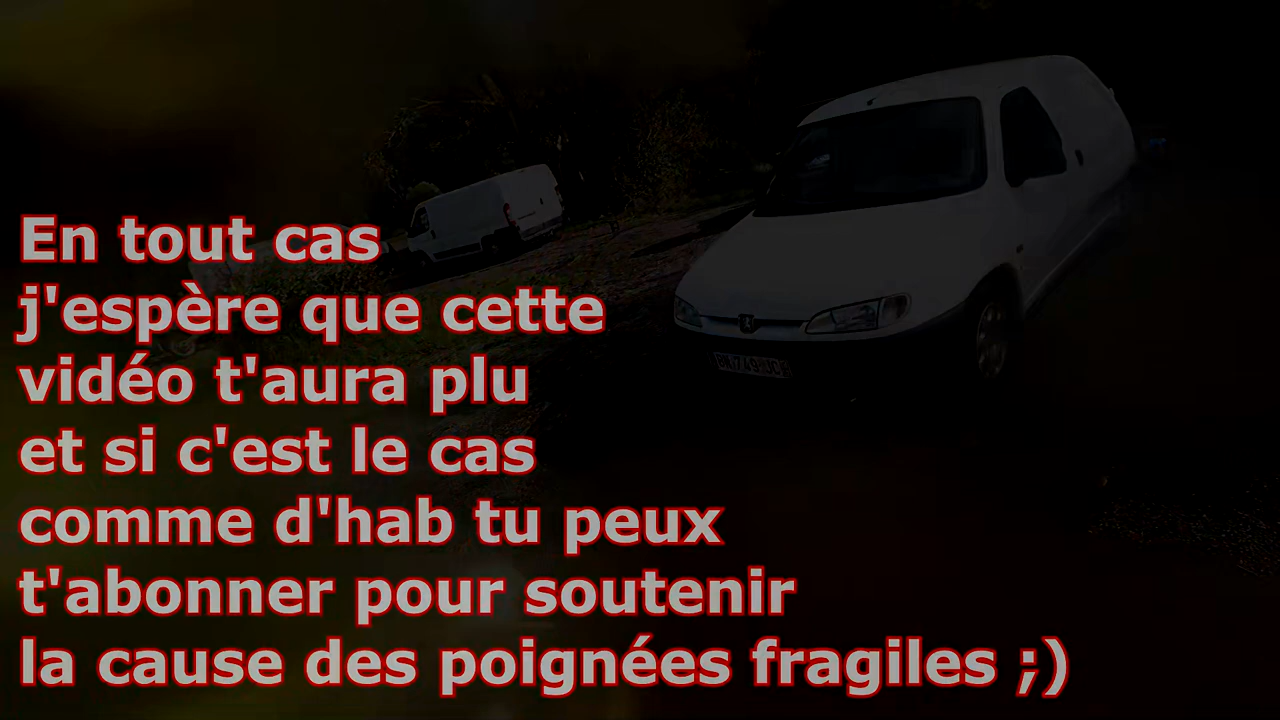 En tout cas
j'espère que cette
vidéo t'aura plu
et si c'est le cas
comme d'hab tu peux
t'abonner pour soutenir
la cause des poignées fragiles ;)